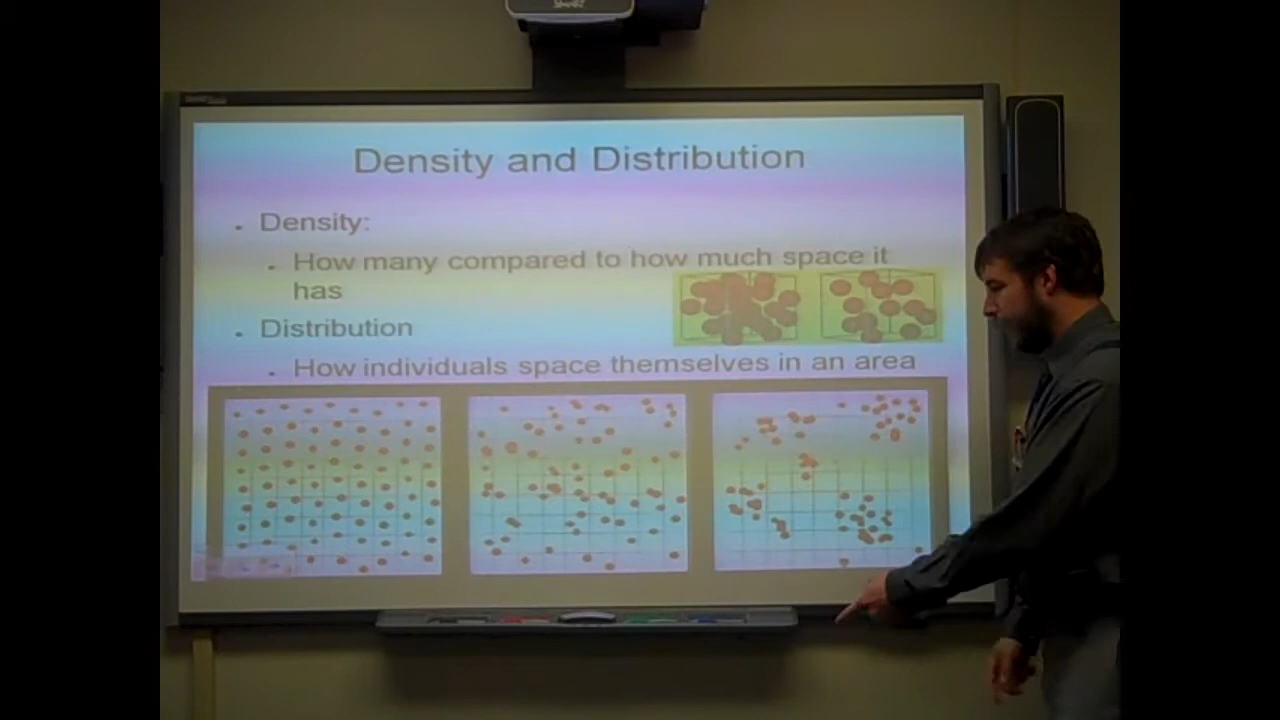 Density and Distribution
• Density:
• How many compared to how much space it
has
• Distribution
• How individuals space themselves in an area